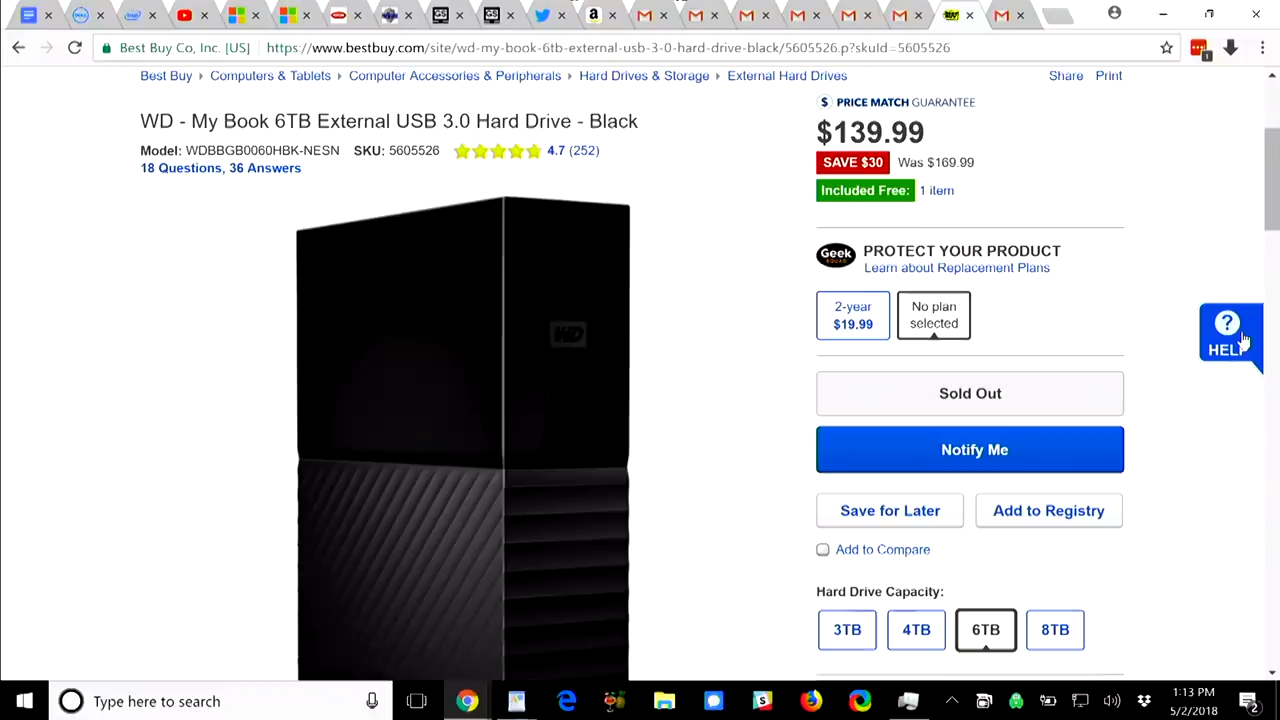 Best Buy Co, Inc. [US]
https://www.bestbuy.com/site/wd-my-book-6tb-external-usb-3.0-hard-drive-black/5605526.p?skuId=5605526
1
Best Buy
Computers & Tablets
Computer Accessories & Peripherals
Hard Drives & Storage
External Hard Drives
Share
Print
WD - My Book 6TB External USB 3.0 Hard Drive - Black
Model: WDBBGB0060HBK-NESN SKU: 5605526 4.7 (252)
18 Questions, 36 Answers
WD
$ PRICE MATCH GUARANTEE
$139.99
SAVE $30 Was $169.99
Included Free: 1 item
Geek SQUAD
PROTECT YOUR PRODUCT
Learn about Replacement Plans
2-year
$19.99
No plan
selected
? HELP
Sold Out
Notify Me
Save for Later
Add to Registry
Add to Compare
Hard Drive Capacity:
3TB
4TB
6TB
8TB
Type here to search
1:13 PM
5/2/2018
2